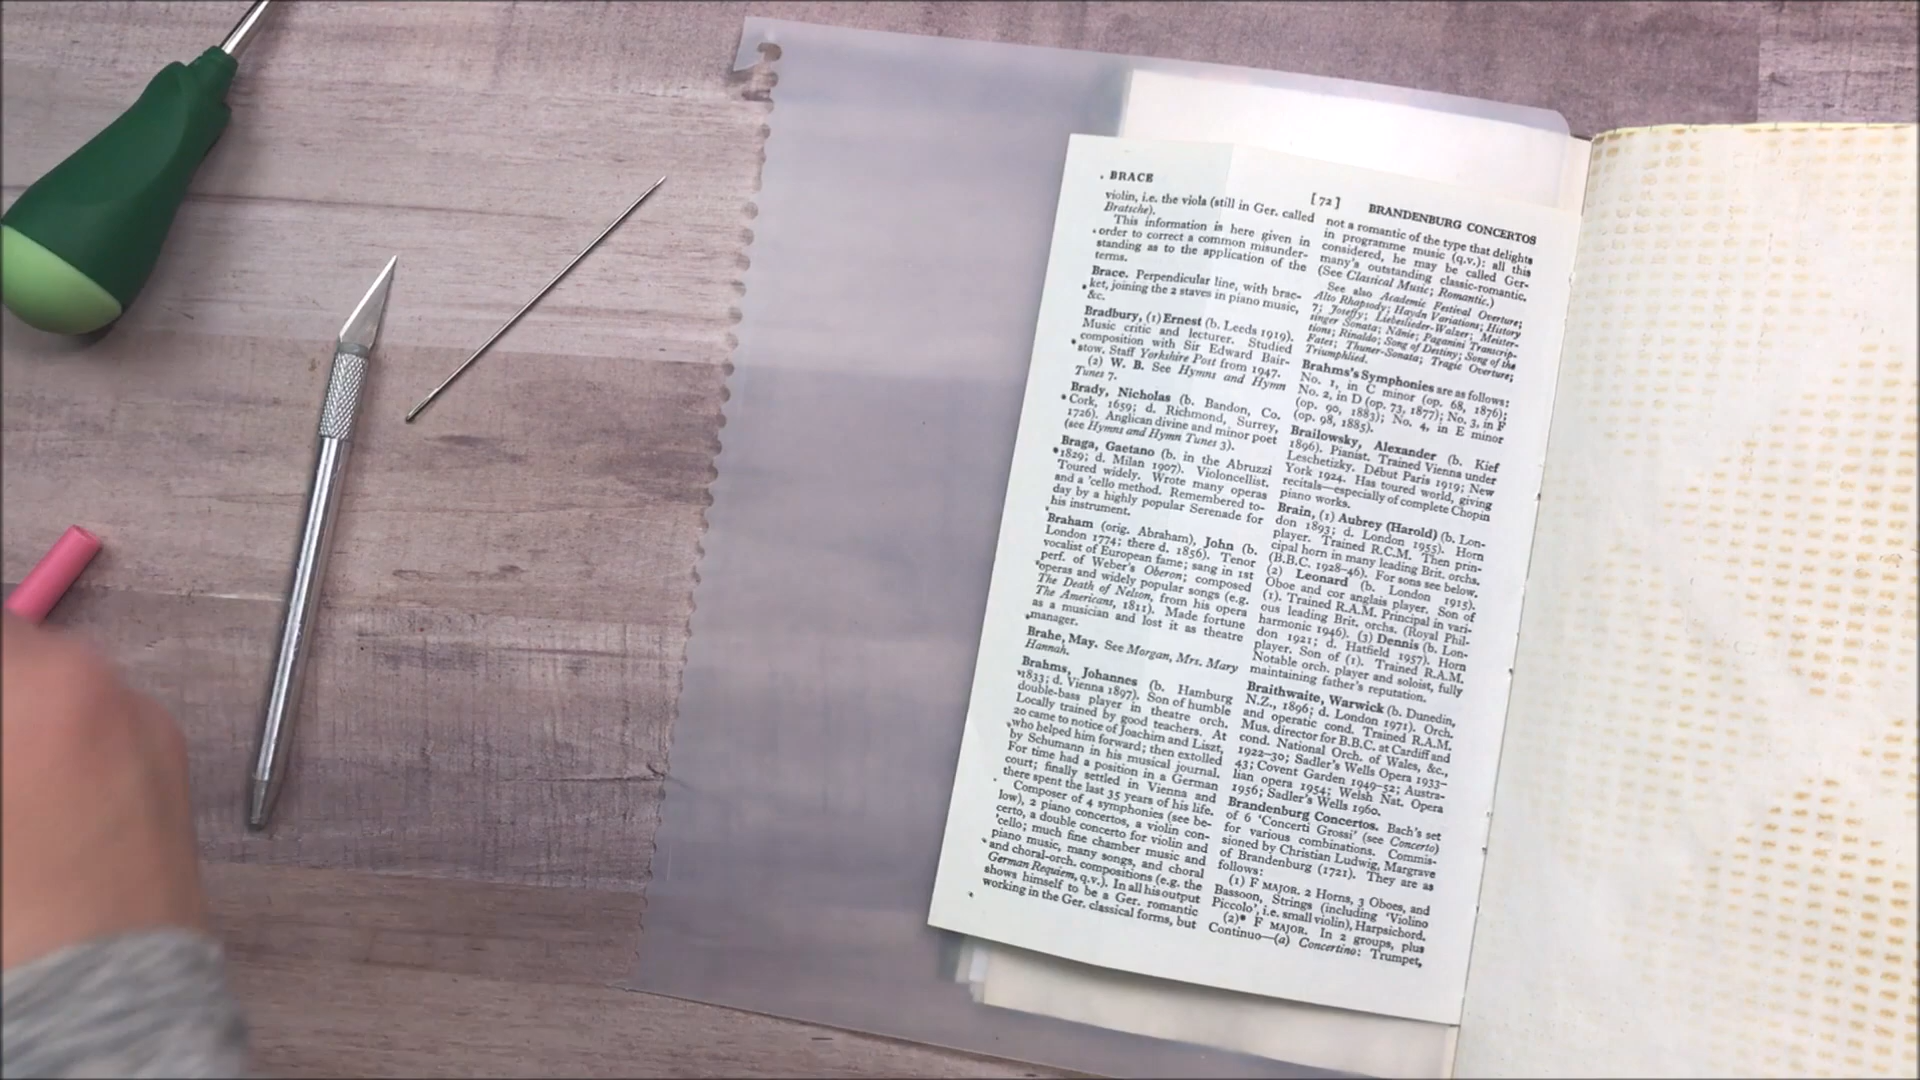 BRACE
[ 72 ]
BRANDENBURG CONCERTOS
violin, i.e. the viola (still in Ger. called
Bratsche).
This information is here given in
order to correct a common misunder-
standing as to the application of the
terms.
Brace. Perpendicular line, with brac-
ket, joining the 2 staves in piano music,
&c.
Bradbury, (1) Ernest (b. Leeds 1919).
Music critic and lecturer. Studied
composition with Sir Edward Bair-
stow. Staff Yorkshire Post from 1947.
(2) W. B. See Hymns and Hymn
Tunes 7.
Brady, Nicholas (b. Bandon, Co.
Cork, 1659; d. Richmond, Surrey,
1726). Anglican divine and minor poet
(see Hymns and Hymn Tunes 3).
Braga, Gaetano (b. in the Abruzzi
1829; d. Milan 1907). Violoncellist.
Toured widely. Wrote many operas
and a 'cello method. Remembered to-
day by a highly popular Serenade for
his instrument.
Braham (orig. Abraham), John (b.
London 1774; there d. 1856). Tenor
vocalist of European fame; sang in 1st
perf. of Weber's Oberon; composed
operas and widely popular songs (e.g.
The Death of Nelson, from his opera
The Americans, 1811). Made fortune
as a musician and lost it as theatre
manager.
Brahe, May. See Morgan, Mrs. Mary
Hannah.
Brahms, Johannes (b. Hamburg
1833; d. Vienna 1897). Son of humble
double-bass player in theatre orch.
Locally trained by good teachers. At
20 came to notice of Joachim and Liszt,
who helped him forward; then extolled
by Schumann in his musical journal.
For time had a position in a German
court; finally settled in Vienna and
there spent the last 35 years of his life.
Composer of 4 symphonies (see be-
low), 2 piano concertos, a violin con-
certo, a double concerto for violin and
'cello; much fine chamber music and
piano music, many songs, and choral
and choral-orch. compositions (e.g. the
German Requiem, q.v.). In all his output
shows himself to be a Ger. romantic
working in the Ger. classical forms, but
not a romantic of the type that delights
in programme music (q.v.): all this
considered, he may be called Ger-
many's outstanding classic-romantic.
(See Classical Music; Romantic.)
See also Academic Festival Overture;
Alto Rhapsody; Haydn Variations; History
7; Joseffy; Liebeslieder-Walzer; Meister-
singer Sonata; Nänie; Paganini Transcrip-
tions; Rinaldo; Song of Destiny; Song of the
Fates; Thuner-Sonata; Tragic Overture;
Triumphlied.
Brahms's Symphonies are as follows:
No. 1, in C minor (op. 68, 1876);
No. 2, in D (op. 73, 1877); No. 3, in F
(op. 90, 1883); No. 4, in E minor
(op. 98, 1885).
Brailowsky, Alexander (b. Kief
1896). Pianist. Trained Vienna under
Leschetizky. Début Paris 1919; New
York 1924. Has toured world, giving
recitals—especially of complete Chopin
piano works.
Brain, (1) Aubrey (Harold) (b. Lon-
don 1893; d. London 1955). Horn
player. Trained R.C.M. Then prin-
cipal horn in many leading Brit. orchs.
(B.B.C. 1928–46). For sons see below.
(2) Leonard (b. London 1915).
Oboe and cor anglais player. Son of
(1). Trained R.A.M. Principal in vari-
ous leading Brit. orchs. (Royal Phil-
harmonic 1946). (3) Dennis (b. Lon-
don 1921; d. Hatfield 1957). Horn
player. Son of (1). Trained R.A.M.
Notable orch. player and soloist, fully
maintaining father's reputation.
Braithwaite, Warwick (b. Dunedin,
N.Z., 1896; d. London 1971). Orch.
and operatic cond. Trained R.A.M.
Mus. director for B.B.C. at Cardiff and
cond. National Orch. of Wales, &c.,
1922–30; Sadler's Wells Opera 1933–
43; Covent Garden 1949–52; Austra-
lian opera 1954; Welsh Nat. Opera
1956; Sadler's Wells 1960.
Brandenburg Concertos. Bach's set
of 6 'Concerti Grossi' (see Concerto)
for various combinations. Commis-
sioned by Christian Ludwig, Margrave
of Brandenburg (1721). They are as
follows:
(1) F MAJOR. 2 Horns, 3 Oboes, and
Bassoon, Strings (including 'Violino
Piccolo', i.e. small violin), Harpsichord.
(2)* F MAJOR. In 2 groups, plus
Continuo—(a) Concertino: Trumpet,